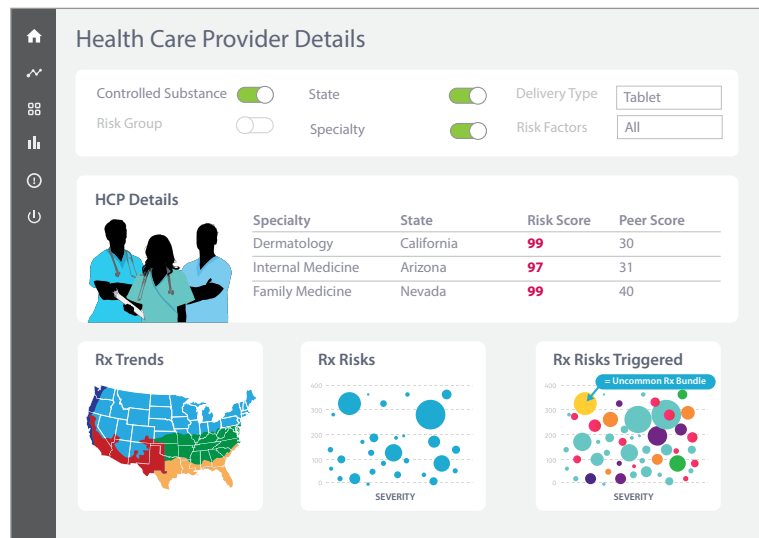 Health Care Provider Details
Controlled Substance State Delivery Type Tablet
Risk Group Specialty Risk Factors All
HCP Details
Specialty State Risk Score Peer Score
Dermatology California 99 30
Internal Medicine Arizona 97 31
Family Medicine Nevada 99 40
Rx Trends
Rx Risks
400
300
200
100
0
SEVERITY
Rx Risks Triggered
= Uncommon Rx Bundle
400
300
200
100
0
SEVERITY